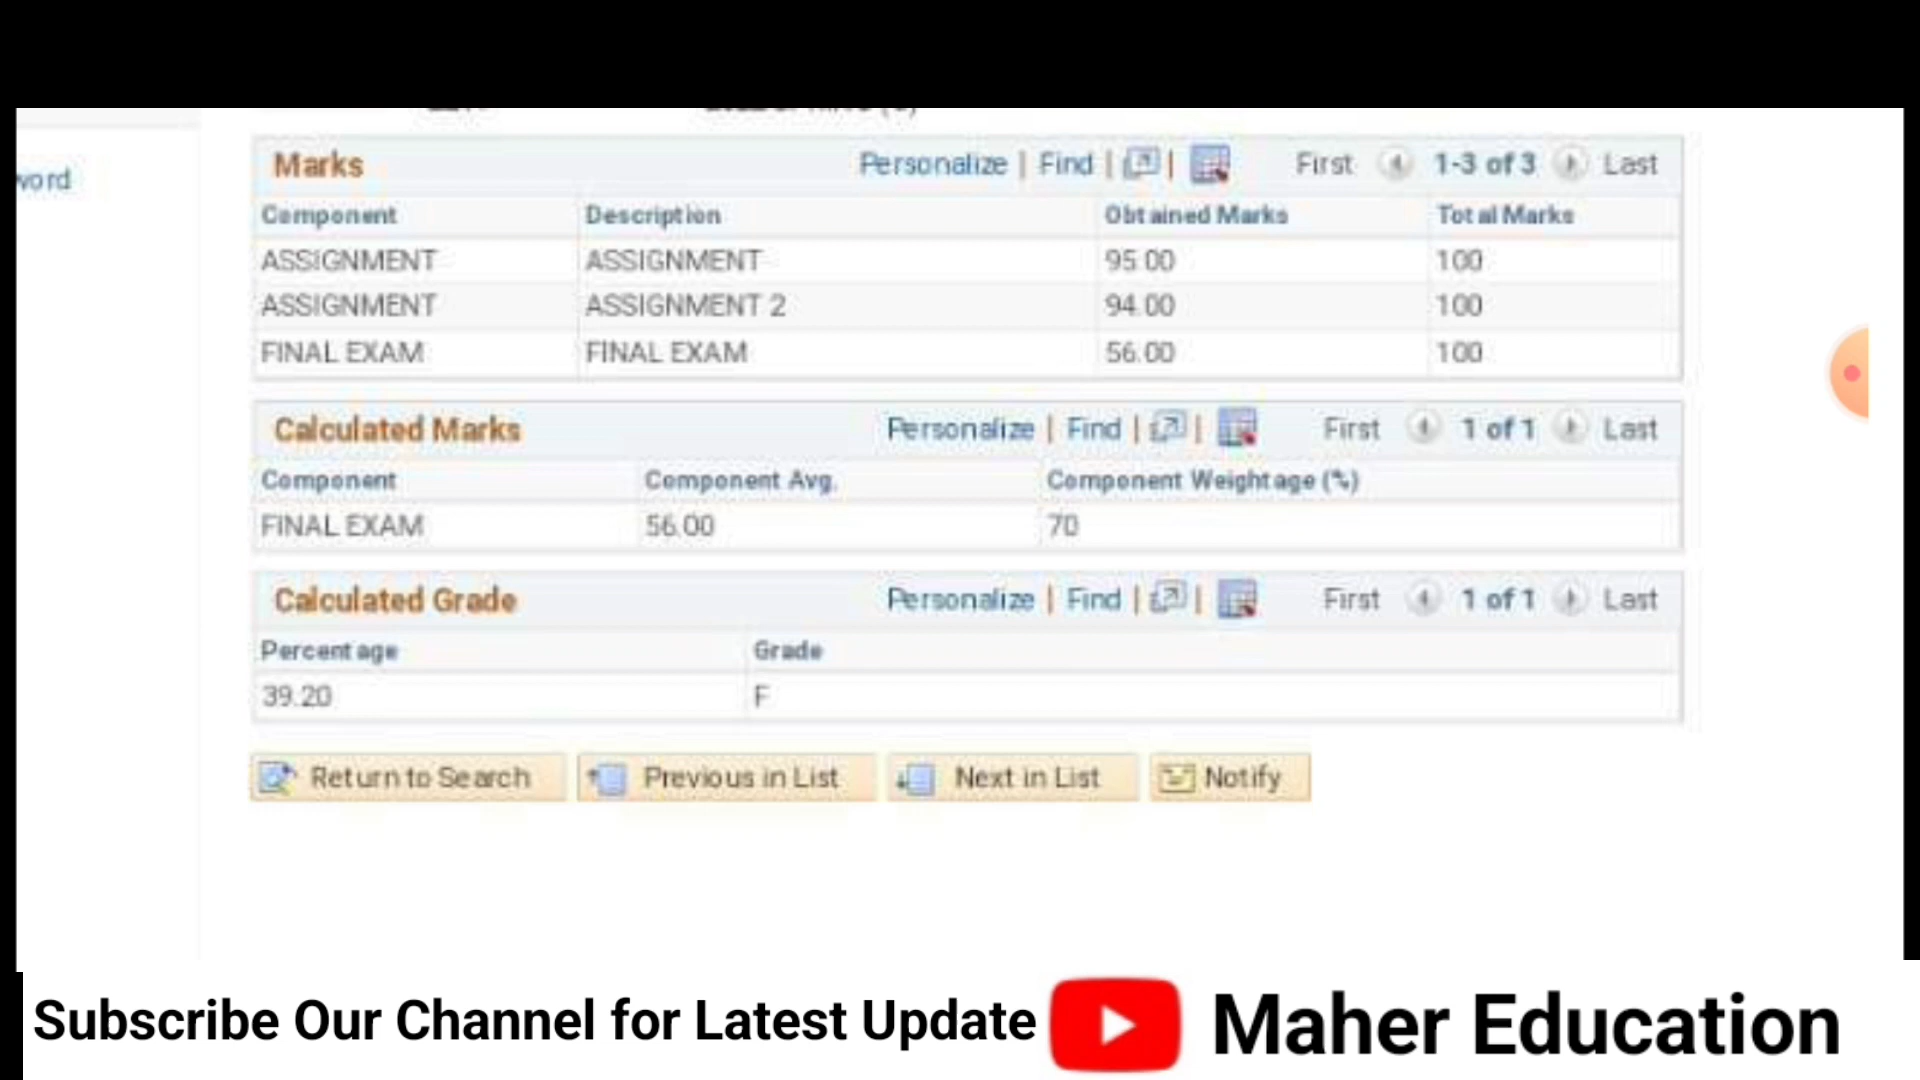 word
Marks Personalize | Find | | First 1-3 of 3 Last
Component Description Obtained Marks Total Marks
ASSIGNMENT ASSIGNMENT 95.00 100
ASSIGNMENT ASSIGNMENT 2 94.00 100
FINAL EXAM FINAL EXAM 56.00 100
Calculated Marks Personalize | Find | | First 1 of 1 Last
Component Component Avg. Component Weightage (%)
FINAL EXAM 56.00 70
Calculated Grade Personalize | Find | | First 1 of 1 Last
Percentage Grade
39.20 F
Return to Search Previous in List Next in List Notify
Subscribe Our Channel for Latest Update Maher Education